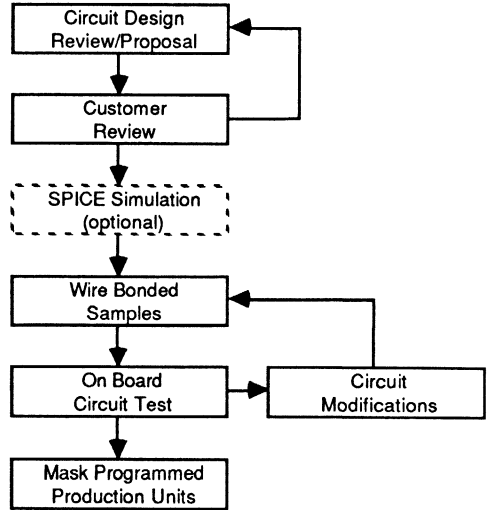 Circuit Design
Review/Proposal
Customer
Review
SPICE Simulation
(optional)
Wire Bonded
Samples
On Board
Circuit Test
Circuit
Modifications
Mask Programmed
Production Units